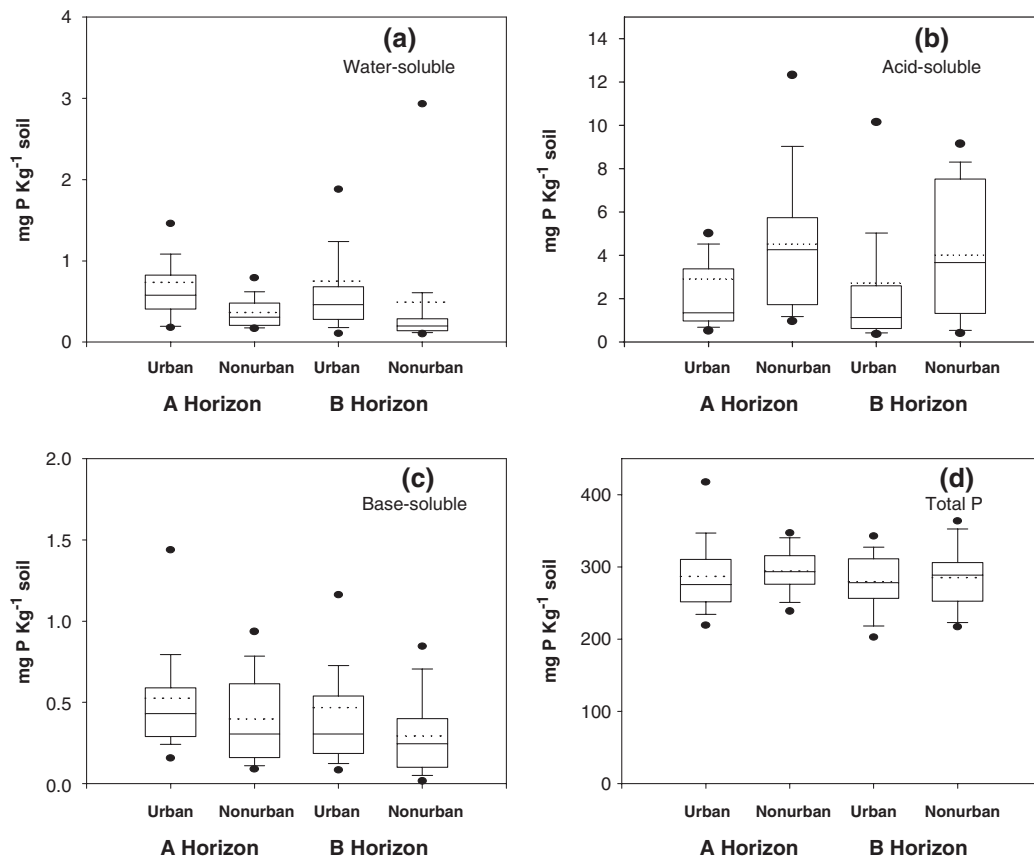 (a)
Water-soluble
mg P Kg⁻¹ soil
4
3
2
1
0
Urban Nonurban Urban Nonurban
A Horizon B Horizon
(b)
Acid-soluble
mg P Kg⁻¹ soil
14
12
10
8
6
4
2
0
Urban Nonurban Urban Nonurban
A Horizon B Horizon
(c)
Base-soluble
mg P Kg⁻¹ soil
2.0
1.5
1.0
0.5
0.0
Urban Nonurban Urban Nonurban
A Horizon B Horizon
(d)
Total P
mg P Kg⁻¹ soil
400
300
200
100
0
Urban Nonurban Urban Nonurban
A Horizon B Horizon